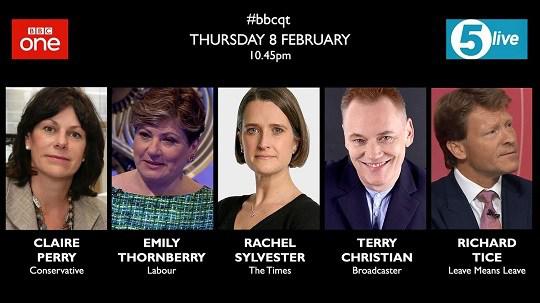 BBC
one
#bbcqt
THURSDAY 8 FEBRUARY
10.45pm
5 live
CLAIRE
PERRY
Conservative
EMILY
THORNBERRY
Labour
RACHEL
SYLVESTER
The Times
TERRY
CHRISTIAN
Broadcaster
RICHARD
TICE
Leave Means Leave